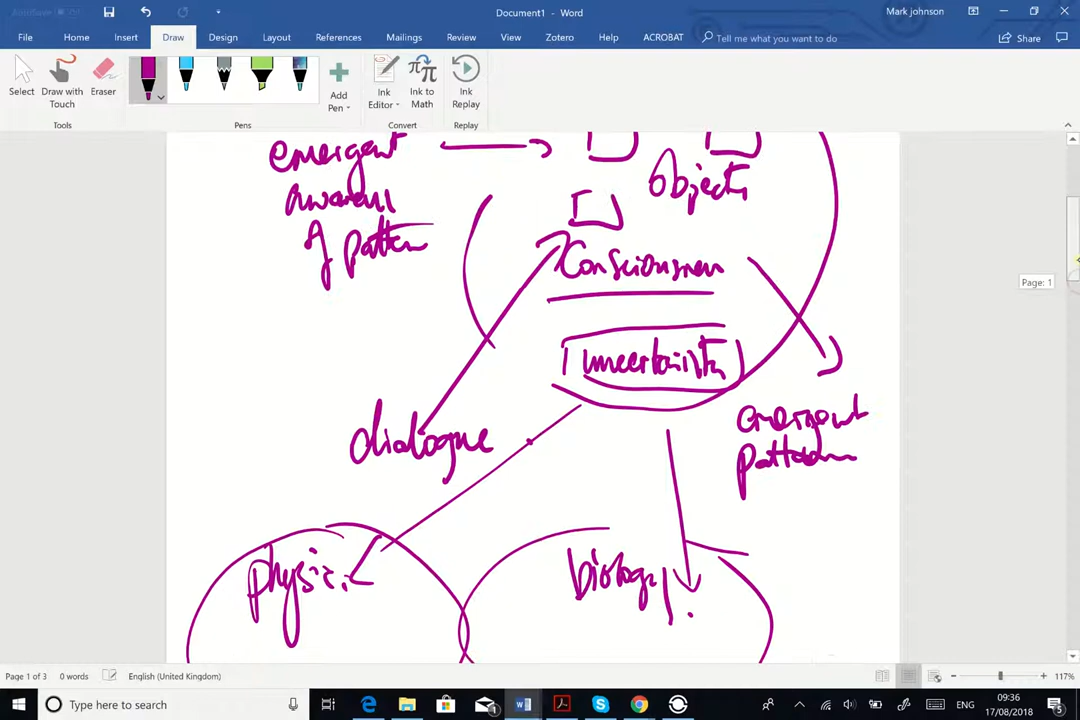 AutoSave
Document1 - Word
Mark johnson
File Home Insert Draw Design Layout References Mailings Review View Zotero Help ACROBAT Tell me what you want to do Share
Select
Draw with Touch
Eraser
Add Pen
Ink Editor
Ink to Math
Ink Replay
Tools
Pens
Convert
Replay
emergent
of pattern
Objects
Consciousness
uncertainty
dialogue
emergent
pattern
physics
biology
Page: 1
Page 1 of 3 0 words English (United Kingdom) 117%
Type here to search
ENG
09:36
17/08/2018
5